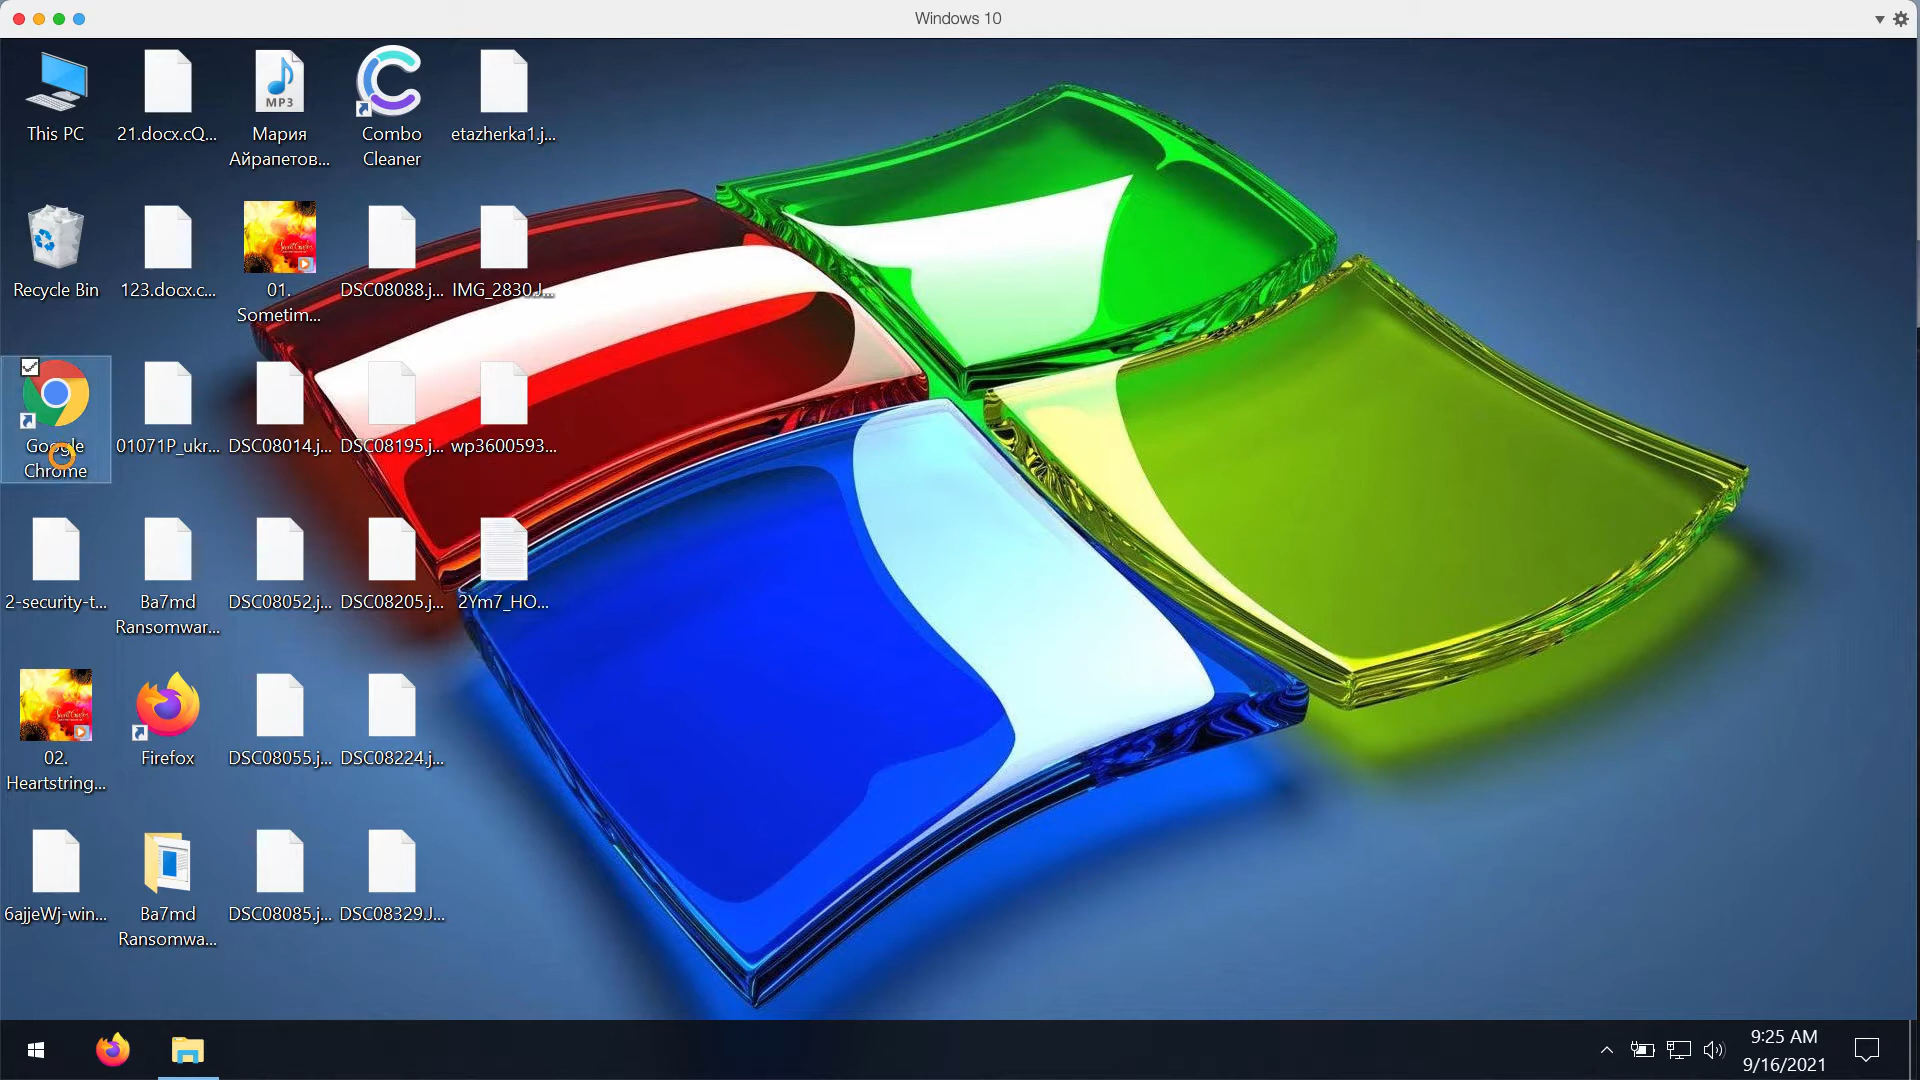 Windows 10
This PC
21.docx.cQ...
MP3
Мария
Айрапетов...
Combo
Cleaner
etazherka1.j...
Recycle Bin
123.docx.c...
01.
Sometim...
DSC08088.j...
IMG_2830.J...
Google
Chrome
01071P_ukr...
DSC08014.j...
DSC08195.j...
wp3600593...
2-security-t...
Ba7md
Ransomwar...
DSC08052.j...
DSC08205.j...
2Ym7_HO...
02.
Heartstring...
Firefox
DSC08055.j...
DSC08224.j...
6ajjeWj-win...
Ba7md
Ransomwa...
DSC08085.j...
DSC08329.J...
9:25 AM
9/16/2021